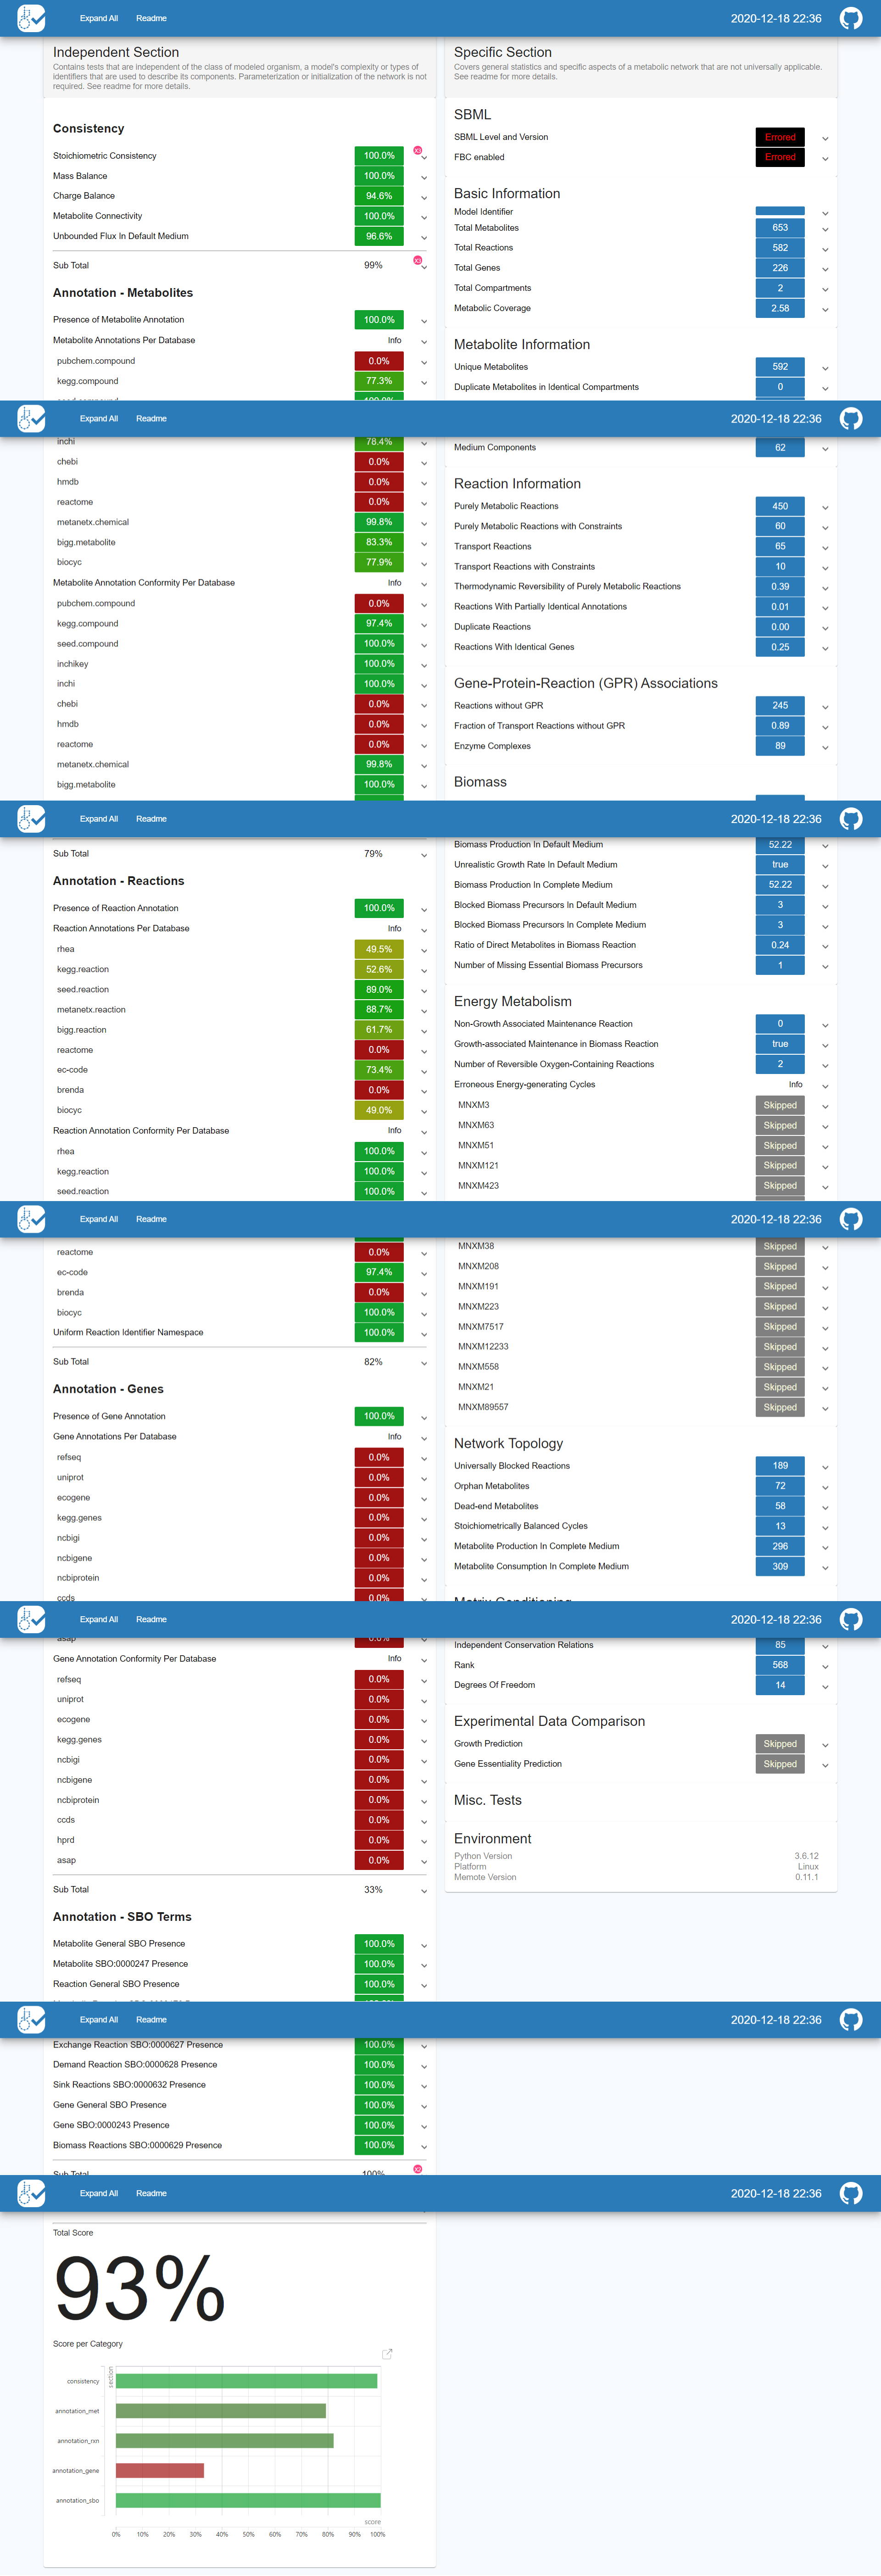 Expand All Readme 2020-12-18 22:36
Independent Section
Contains tests that are independent of the class of modeled organism, a model's complexity or types of
identifiers that are used to describe its components. Parameterization or initialization of the network is not
required. See readme for more details.
Consistency
Stoichiometric Consistency 100.0% X3
Mass Balance 100.0%
Charge Balance 94.6%
Metabolite Connectivity 100.0%
Unbounded Flux In Default Medium 96.6%
Sub Total 99% X3
Annotation - Metabolites
Presence of Metabolite Annotation 100.0%
Metabolite Annotations Per Database Info
pubchem.compound 0.0%
kegg.compound 77.3%
Specific Section
Covers general statistics and specific aspects of a metabolic network that are not universally applicable.
See readme for more details.
SBML
SBML Level and Version Errored
FBC enabled Errored
Basic Information
Model Identifier
Total Metabolites 653
Total Reactions 582
Total Genes 226
Total Compartments 2
Metabolic Coverage 2.58
Metabolite Information
Unique Metabolites 592
Duplicate Metabolites in Identical Compartments 0
Expand All Readme 2020-12-18 22:36
inchi 78.4%
chebi 0.0%
hmdb 0.0%
reactome 0.0%
metanetx.chemical 99.8%
bigg.metabolite 83.3%
biocyc 77.9%
Metabolite Annotation Conformity Per Database Info
pubchem.compound 0.0%
kegg.compound 97.4%
seed.compound 100.0%
inchikey 100.0%
inchi 100.0%
chebi 0.0%
hmdb 0.0%
reactome 0.0%
metanetx.chemical 99.8%
bigg.metabolite 100.0%
Medium Components 62
Reaction Information
Purely Metabolic Reactions 450
Purely Metabolic Reactions with Constraints 60
Transport Reactions 65
Transport Reactions with Constraints 10
Thermodynamic Reversibility of Purely Metabolic Reactions 0.39
Reactions With Partially Identical Annotations 0.01
Duplicate Reactions 0.00
Reactions With Identical Genes 0.25
Gene-Protein-Reaction (GPR) Associations
Reactions without GPR 245
Fraction of Transport Reactions without GPR 0.89
Enzyme Complexes 89
Biomass
Expand All Readme 2020-12-18 22:36
Sub Total 79%
Annotation - Reactions
Presence of Reaction Annotation 100.0%
Reaction Annotations Per Database Info
rhea 49.5%
kegg.reaction 52.6%
seed.reaction 89.0%
metanetx.reaction 88.7%
bigg.reaction 61.7%
reactome 0.0%
ec-code 73.4%
brenda 0.0%
biocyc 49.0%
Reaction Annotation Conformity Per Database Info
rhea 100.0%
kegg.reaction 100.0%
seed.reaction 100.0%
Biomass Production In Default Medium 52.22
Unrealistic Growth Rate In Default Medium true
Biomass Production In Complete Medium 52.22
Blocked Biomass Precursors In Default Medium 3
Blocked Biomass Precursors In Complete Medium 3
Ratio of Direct Metabolites in Biomass Reaction 0.24
Number of Missing Essential Biomass Precursors 1
Energy Metabolism
Non-Growth Associated Maintenance Reaction 0
Growth-associated Maintenance in Biomass Reaction true
Number of Reversible Oxygen-Containing Reactions 2
Erroneous Energy-generating Cycles Info
MNXM3 Skipped
MNXM63 Skipped
MNXM51 Skipped
MNXM121 Skipped
MNXM423 Skipped
Expand All Readme 2020-12-18 22:36
reactome 0.0%
ec-code 97.4%
brenda 0.0%
biocyc 100.0%
Uniform Reaction Identifier Namespace 100.0%
Sub Total 82%
Annotation - Genes
Presence of Gene Annotation 100.0%
Gene Annotations Per Database Info
refseq 0.0%
uniprot 0.0%
ecogene 0.0%
kegg.genes 0.0%
ncbigi 0.0%
ncbigene 0.0%
ncbiprotein 0.0%
ccds 0.0%
MNXM38 Skipped
MNXM208 Skipped
MNXM191 Skipped
MNXM223 Skipped
MNXM7517 Skipped
MNXM12233 Skipped
MNXM558 Skipped
MNXM21 Skipped
MNXM89557 Skipped
Network Topology
Universally Blocked Reactions 189
Orphan Metabolites 72
Dead-end Metabolites 58
Stoichiometrically Balanced Cycles 13
Metabolite Production In Complete Medium 296
Metabolite Consumption In Complete Medium 309
Matrix Conditioning
Expand All Readme 2020-12-18 22:36
asap 0.0%
Gene Annotation Conformity Per Database Info
refseq 0.0%
uniprot 0.0%
ecogene 0.0%
kegg.genes 0.0%
ncbigi 0.0%
ncbigene 0.0%
ncbiprotein 0.0%
ccds 0.0%
hprd 0.0%
asap 0.0%
Sub Total 33%
Annotation - SBO Terms
Metabolite General SBO Presence 100.0%
Metabolite SBO:0000247 Presence 100.0%
Reaction General SBO Presence 100.0%
Independent Conservation Relations 85
Rank 568
Degrees Of Freedom 14
Experimental Data Comparison
Growth Prediction Skipped
Gene Essentiality Prediction Skipped
Misc. Tests
Environment
Python Version 3.6.12
Platform Linux
Memote Version 0.11.1
Expand All Readme 2020-12-18 22:36
Exchange Reaction SBO:0000627 Presence 100.0%
Demand Reaction SBO:0000628 Presence 100.0%
Sink Reactions SBO:0000632 Presence 100.0%
Gene General SBO Presence 100.0%
Gene SBO:0000243 Presence 100.0%
Biomass Reactions SBO:0000629 Presence 100.0%
Sub Total 100%
Expand All Readme 2020-12-18 22:36
Total Score
93%
Score per Category
section
consistency
annotation_met
annotation_rxn
annotation_gene
annotation_sbo
score
0% 10% 20% 30% 40% 50% 60% 70% 80% 90% 100%